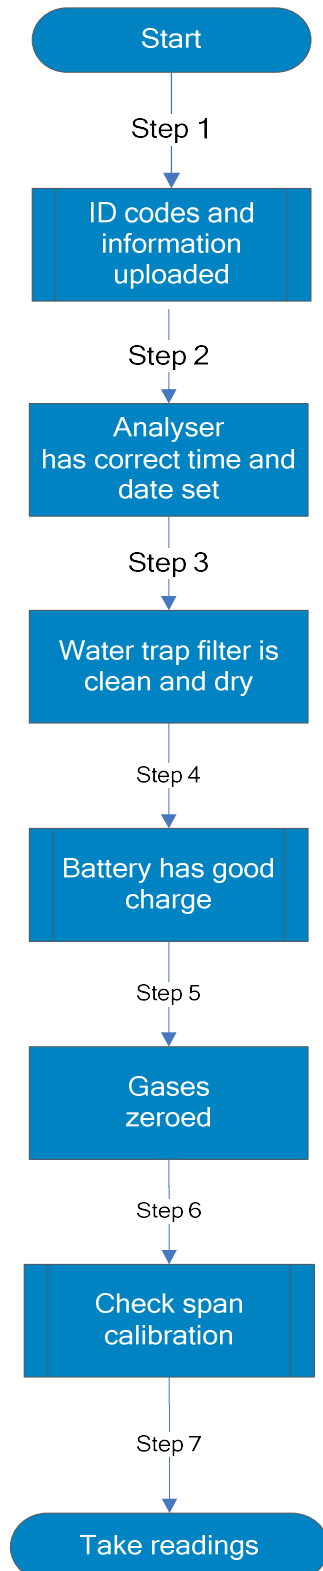 Start
Step 1
ID codes and
information
uploaded
Step 2
Analyser
has correct time and
date set
Step 3
Water trap filter is
clean and dry
Step 4
Battery has good
charge
Step 5
Gases
zeroed
Step 6
Check span
calibration
Step 7
Take readings